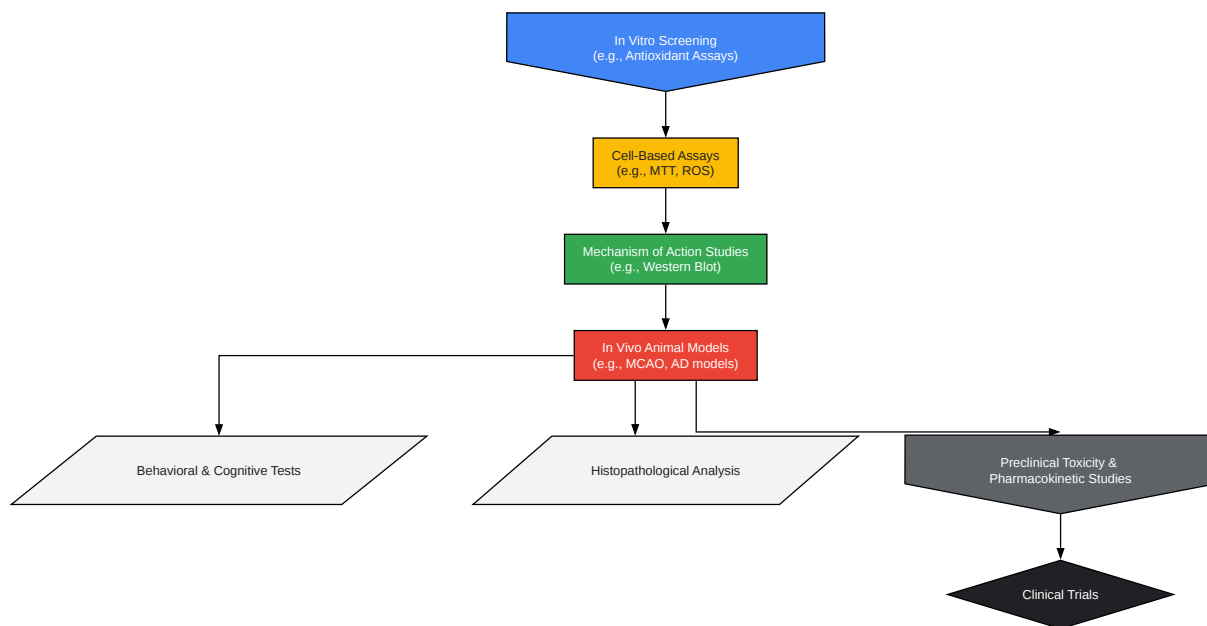 In Vitro Screening
(e.g., Antioxidant Assays)
Cell-Based Assays
(e.g., MTT, ROS)
Mechanism of Action Studies
(e.g., Western Blot)
In Vivo Animal Models
(e.g., MCAO, AD models)
Behavioral & Cognitive Tests
Histopathological Analysis
Preclinical Toxicity &
Pharmacokinetic Studies
Clinical Trials